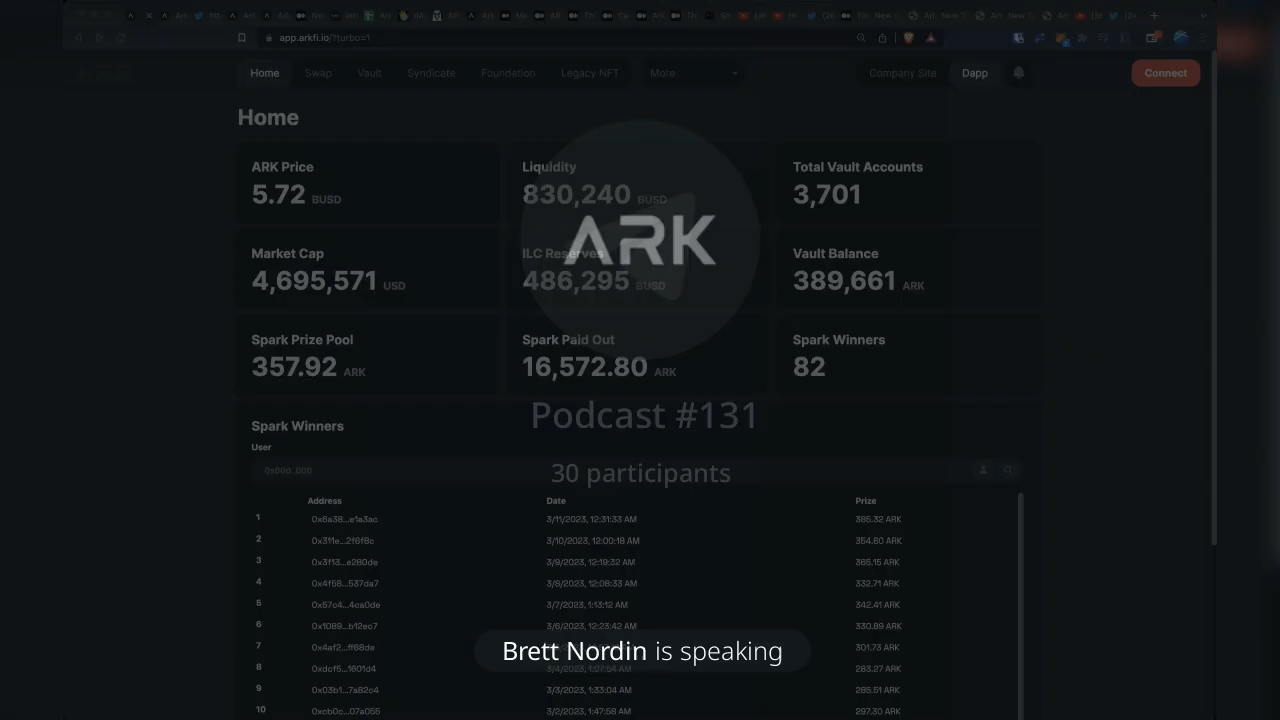 app.arkfi.io/?turbo=1
Home Swap Vault Syndicate Foundation Legacy NFT More Company Site Dapp Connect
Home
ARK Price Liquidity Total Vault Accounts
5.72 BUSD 830,240 BUSD 3,701
ARK
Market Cap ILC Reserves Vault Balance
4,695,571 USD 486,295 BUSD 389,661 ARK
Spark Prize Pool Spark Paid Out Spark Winners
357.92 ARK 16,572.80 ARK 82
Podcast #131
Spark Winners
User
0x000..000
30 participants
Address Date Prize
1 0x8a38...e1a3ac 3/11/2023, 12:31:33 AM 385.32 ARK
2 0x311e...2f6f8c 3/10/2023, 12:00:18 AM 354.60 ARK
3 0x3f13...e280de 3/9/2023, 12:19:32 AM 365.15 ARK
4 0x4f58...537da7 3/8/2023, 12:08:33 AM 332.71 ARK
5 0x57c4...4ca0de 3/7/2023, 1:13:12 AM 342.41 ARK
6 0x1089...b12ec7 3/6/2023, 12:23:42 AM 330.89 ARK
7 0x4af2...ff68de 301.73 ARK
Brett Nordin is speaking
8 0xdcf5...1601d4 3/4/2023, 1:07:54 AM 283.27 ARK
9 0x03b1...7a82c4 3/3/2023, 1:33:04 AM 285.51 ARK
10 0xcb0c...07a055 3/2/2023, 1:47:58 AM 297.30 ARK